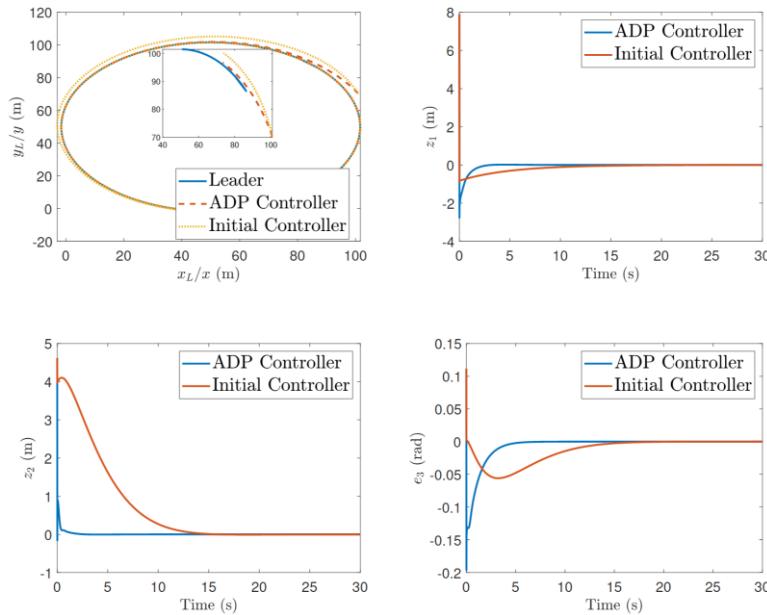 120
100
80
60
40
20
0
-20
y_L/y (m)
100
90
80
70
40 60 80 100
Leader
ADP Controller
Initial Controller
0 20 40 60 80 100
x_L/x (m)
8
6
4
2
0
-2
-4
z_1 (m)
ADP Controller
Initial Controller
0 5 10 15 20 25 30
Time (s)
5
4
3
2
1
0
-1
z_2 (m)
ADP Controller
Initial Controller
0 5 10 15 20 25 30
Time (s)
0.15
0.1
0.05
0
-0.05
-0.1
-0.15
-0.2
e_3 (rad)
ADP Controller
Initial Controller
0 5 10 15 20 25 30
Time (s)